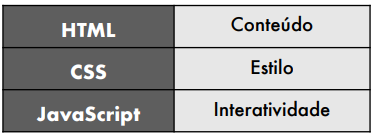 HTML Conteúdo
CSS Estilo
JavaScript Interatividade